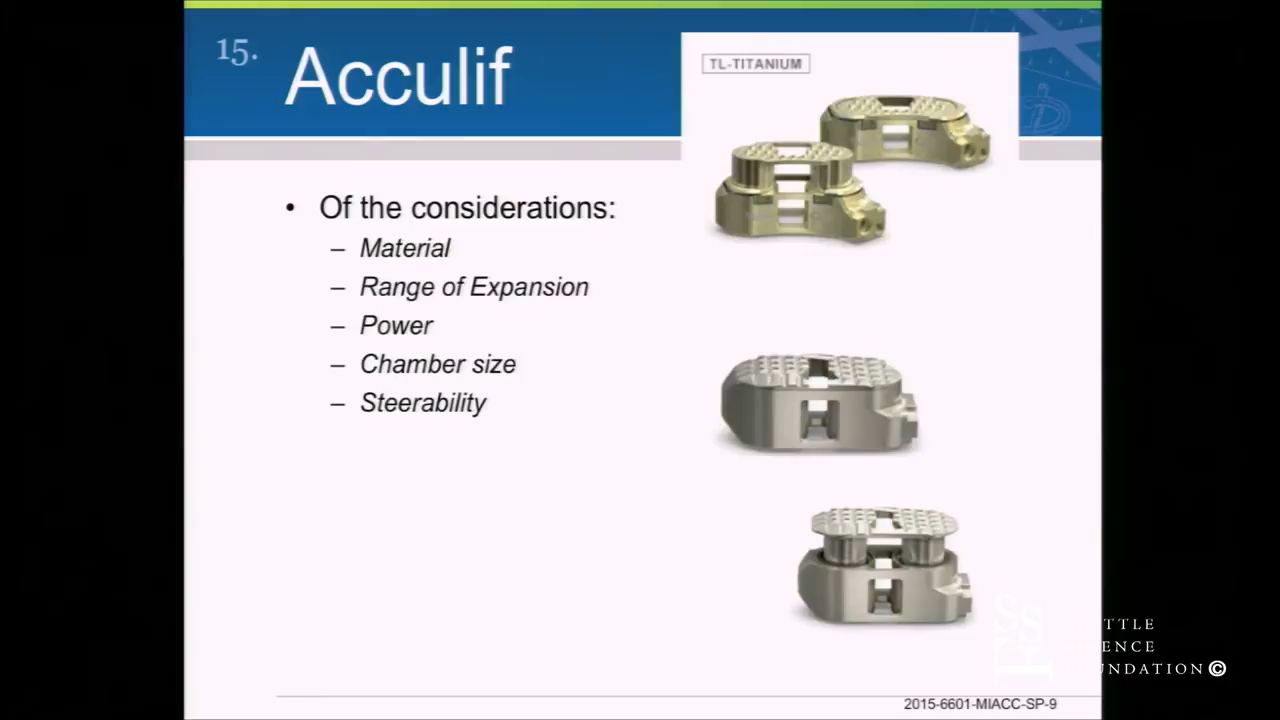 15.
Acculif
TL-TITANIUM
• Of the considerations:
– Material
– Range of Expansion
– Power
– Chamber size
– Steerability
2015-6601-MIACC-SP-9
©